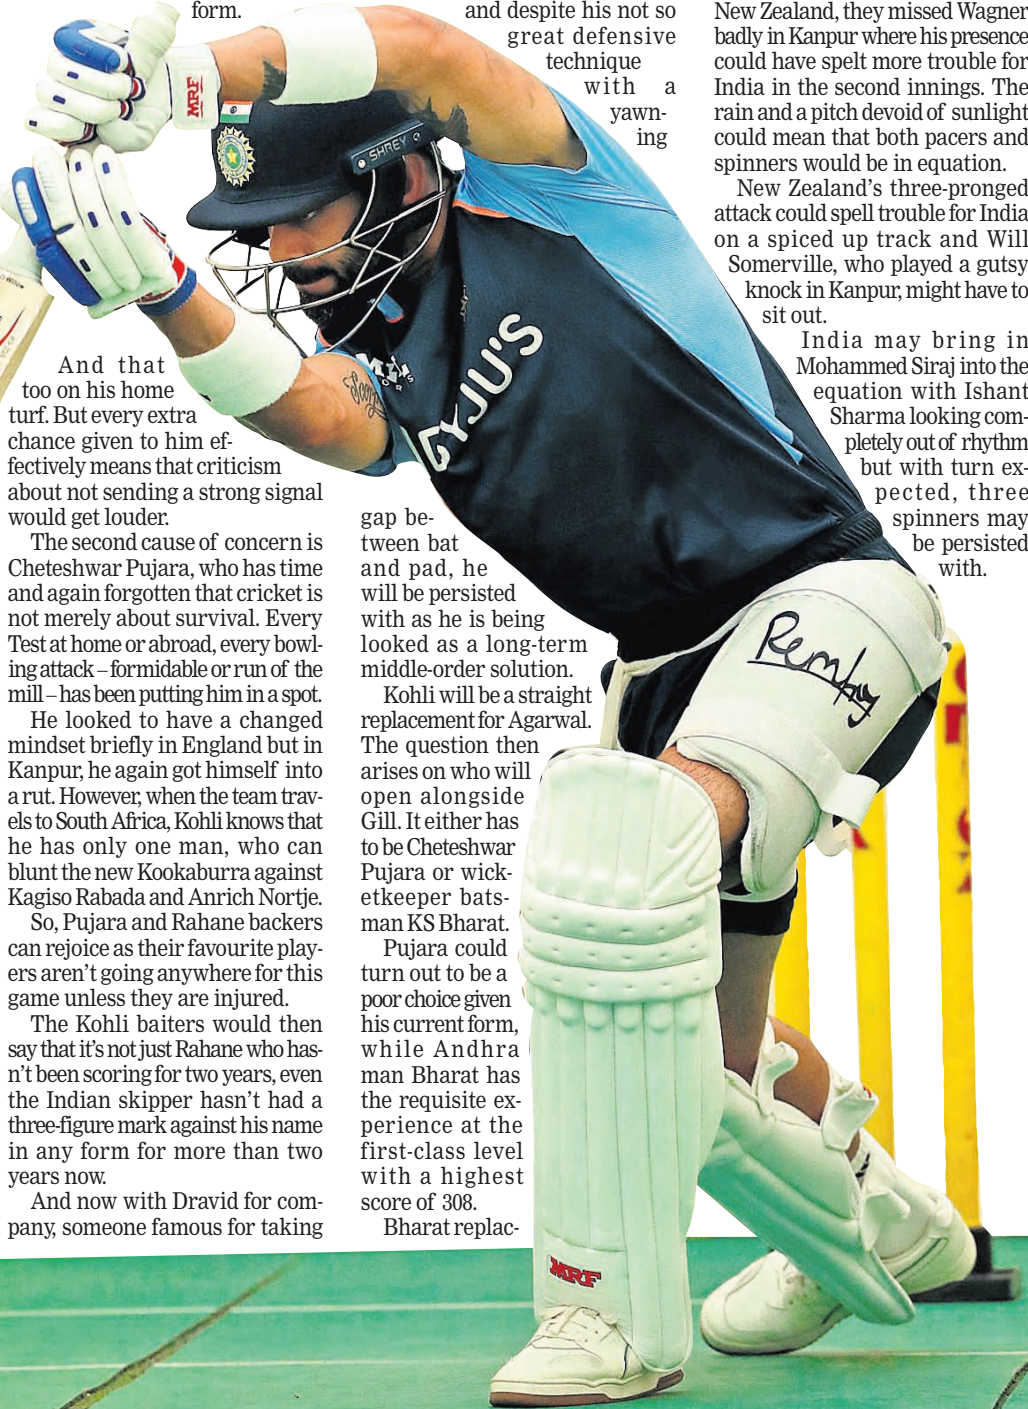 form.
And that
too on his home
turf. But every extra
chance given to him ef-
fectively means that criticism
about not sending a strong signal
would get louder.
The second cause of concern is
Cheteshwar Pujara, who has time
and again forgotten that cricket is
not merely about survival. Every
Test at home or abroad, every bowl-
ing attack – formidable or run of the
mill – has been putting him in a spot.
He looked to have a changed
mindset briefly in England but in
Kanpur, he again got himself into
a rut. However, when the team trav-
els to South Africa, Kohli knows that
he has only one man, who can
blunt the new Kookaburra against
Kagiso Rabada and Anrich Nortje.
So, Pujara and Rahane backers
can rejoice as their favourite play-
ers aren't going anywhere for this
game unless they are injured.
The Kohli baiters would then
say that it's not just Rahane who has-
n't been scoring for two years, even
the Indian skipper hasn't had a
three-figure mark against his name
in any form for more than two
years now.
And now with Dravid for com-
pany, someone famous for taking
and despite his not so
great defensive
technique
with a
yawn-
ing
gap be-
tween bat
and pad, he
will be persisted
with as he is being
looked as a long-term
middle-order solution.
Kohli will be a straight
replacement for Agarwal.
The question then
arises on who will
open alongside
Gill. It either has
to be Cheteshwar
Pujara or wick-
etkeeper bats-
man KS Bharat.
Pujara could
turn out to be a
poor choice given
his current form,
while Andhra
man Bharat has
the requisite ex-
perience at the
first-class level
with a highest
score of 308.
Bharat replac-
New Zealand, they missed Wagner
badly in Kanpur where his presence
could have spelt more trouble for
India in the second innings. The
rain and a pitch devoid of sunlight
could mean that both pacers and
spinners would be in equation.
New Zealand's three-pronged
attack could spell trouble for India
on a spiced up track and Will
Somerville, who played a gutsy
knock in Kanpur, might have to
sit out.
India may bring in
Mohammed Siraj into the
equation with Ishant
Sharma looking com-
pletely out of rhythm
but with turn ex-
pected, three
spinners may
be persisted
with.
MRF
SHREY
BYJU'S
MRF